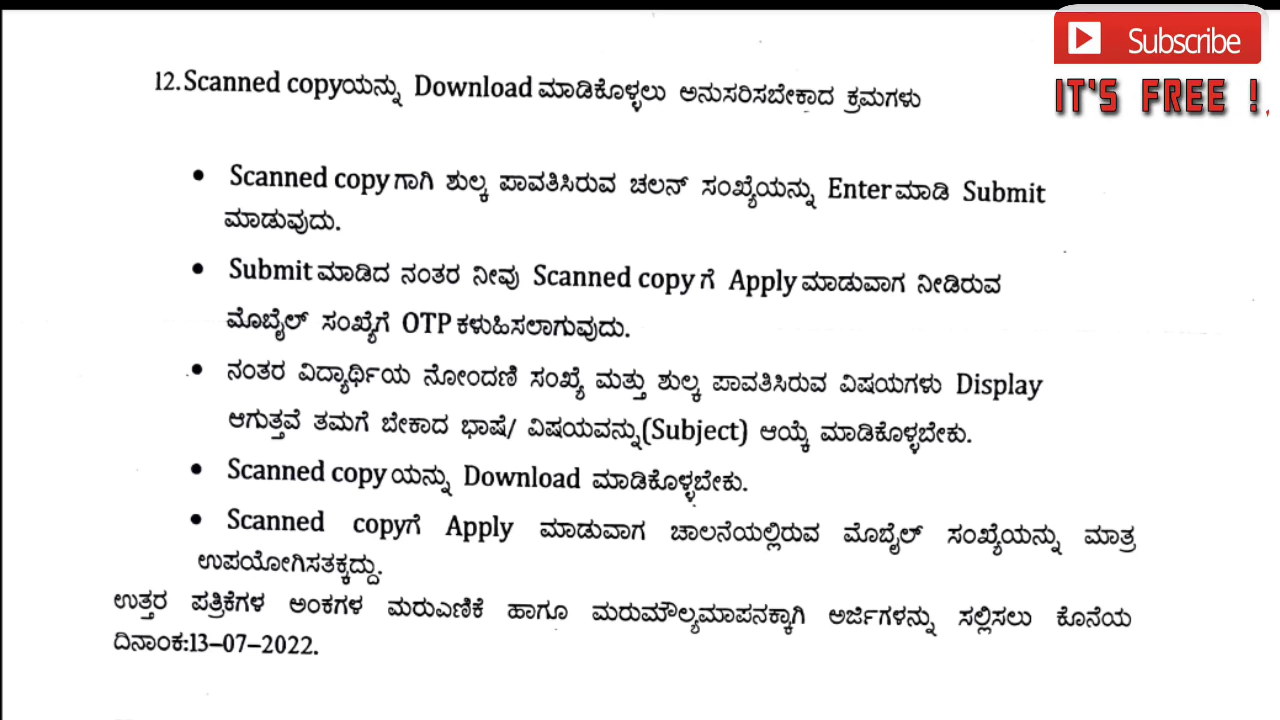 Subscribe
IT'S FREE !
12.Scanned copyಯನ್ನು Download ಮಾಡಿಕೊಳ್ಳಲು ಅನುಸರಿಸಬೇಕಾದ ಕ್ರಮಗಳು
• Scanned copyಗಾಗಿ ಶುಲ್ಕ ಪಾವತಿಸಿರುವ ಚಲನ್ ಸಂಖ್ಯೆಯನ್ನು Enter ಮಾಡಿ Submit
ಮಾಡುವುದು.
• Submit ಮಾಡಿದ ನಂತರ ನೀವು Scanned copy ಗೆ Apply ಮಾಡುವಾಗ ನೀಡಿರುವ
ಮೊಬೈಲ್ ಸಂಖ್ಯೆಗೆ OTP ಕಳುಹಿಸಲಾಗುವುದು.
• ನಂತರ ವಿದ್ಯಾರ್ಥಿಯ ನೋಂದಣಿ ಸಂಖ್ಯೆ ಮತ್ತು ಶುಲ್ಕ ಪಾವತಿಸಿರುವ ವಿಷಯಗಳು Display
ಆಗುತ್ತವೆ ತಮಗೆ ಬೇಕಾದ ಭಾಷೆ/ ವಿಷಯವನ್ನು(Subject) ಆಯ್ಕೆ ಮಾಡಿಕೊಳ್ಳಬೇಕು.
• Scanned copy ಯನ್ನು Download ಮಾಡಿಕೊಳ್ಳಬೇಕು.
• Scanned copyಗೆ Apply ಮಾಡುವಾಗ ಚಾಲನೆಯಲ್ಲಿರುವ ಮೊಬೈಲ್ ಸಂಖ್ಯೆಯನ್ನು ಮಾತ್ರ
ಉಪಯೋಗಿಸತಕ್ಕದ್ದು.
ಉತ್ತರ ಪತ್ರಿಕೆಗಳ ಅಂಕಗಳ ಮರುಎಣಿಕೆ ಹಾಗೂ ಮರುಮೌಲ್ಯಮಾಪನಕ್ಕಾಗಿ ಅರ್ಜಿಗಳನ್ನು ಸಲ್ಲಿಸಲು ಕೊನೆಯ
ದಿನಾಂಕ:13-07-2022.